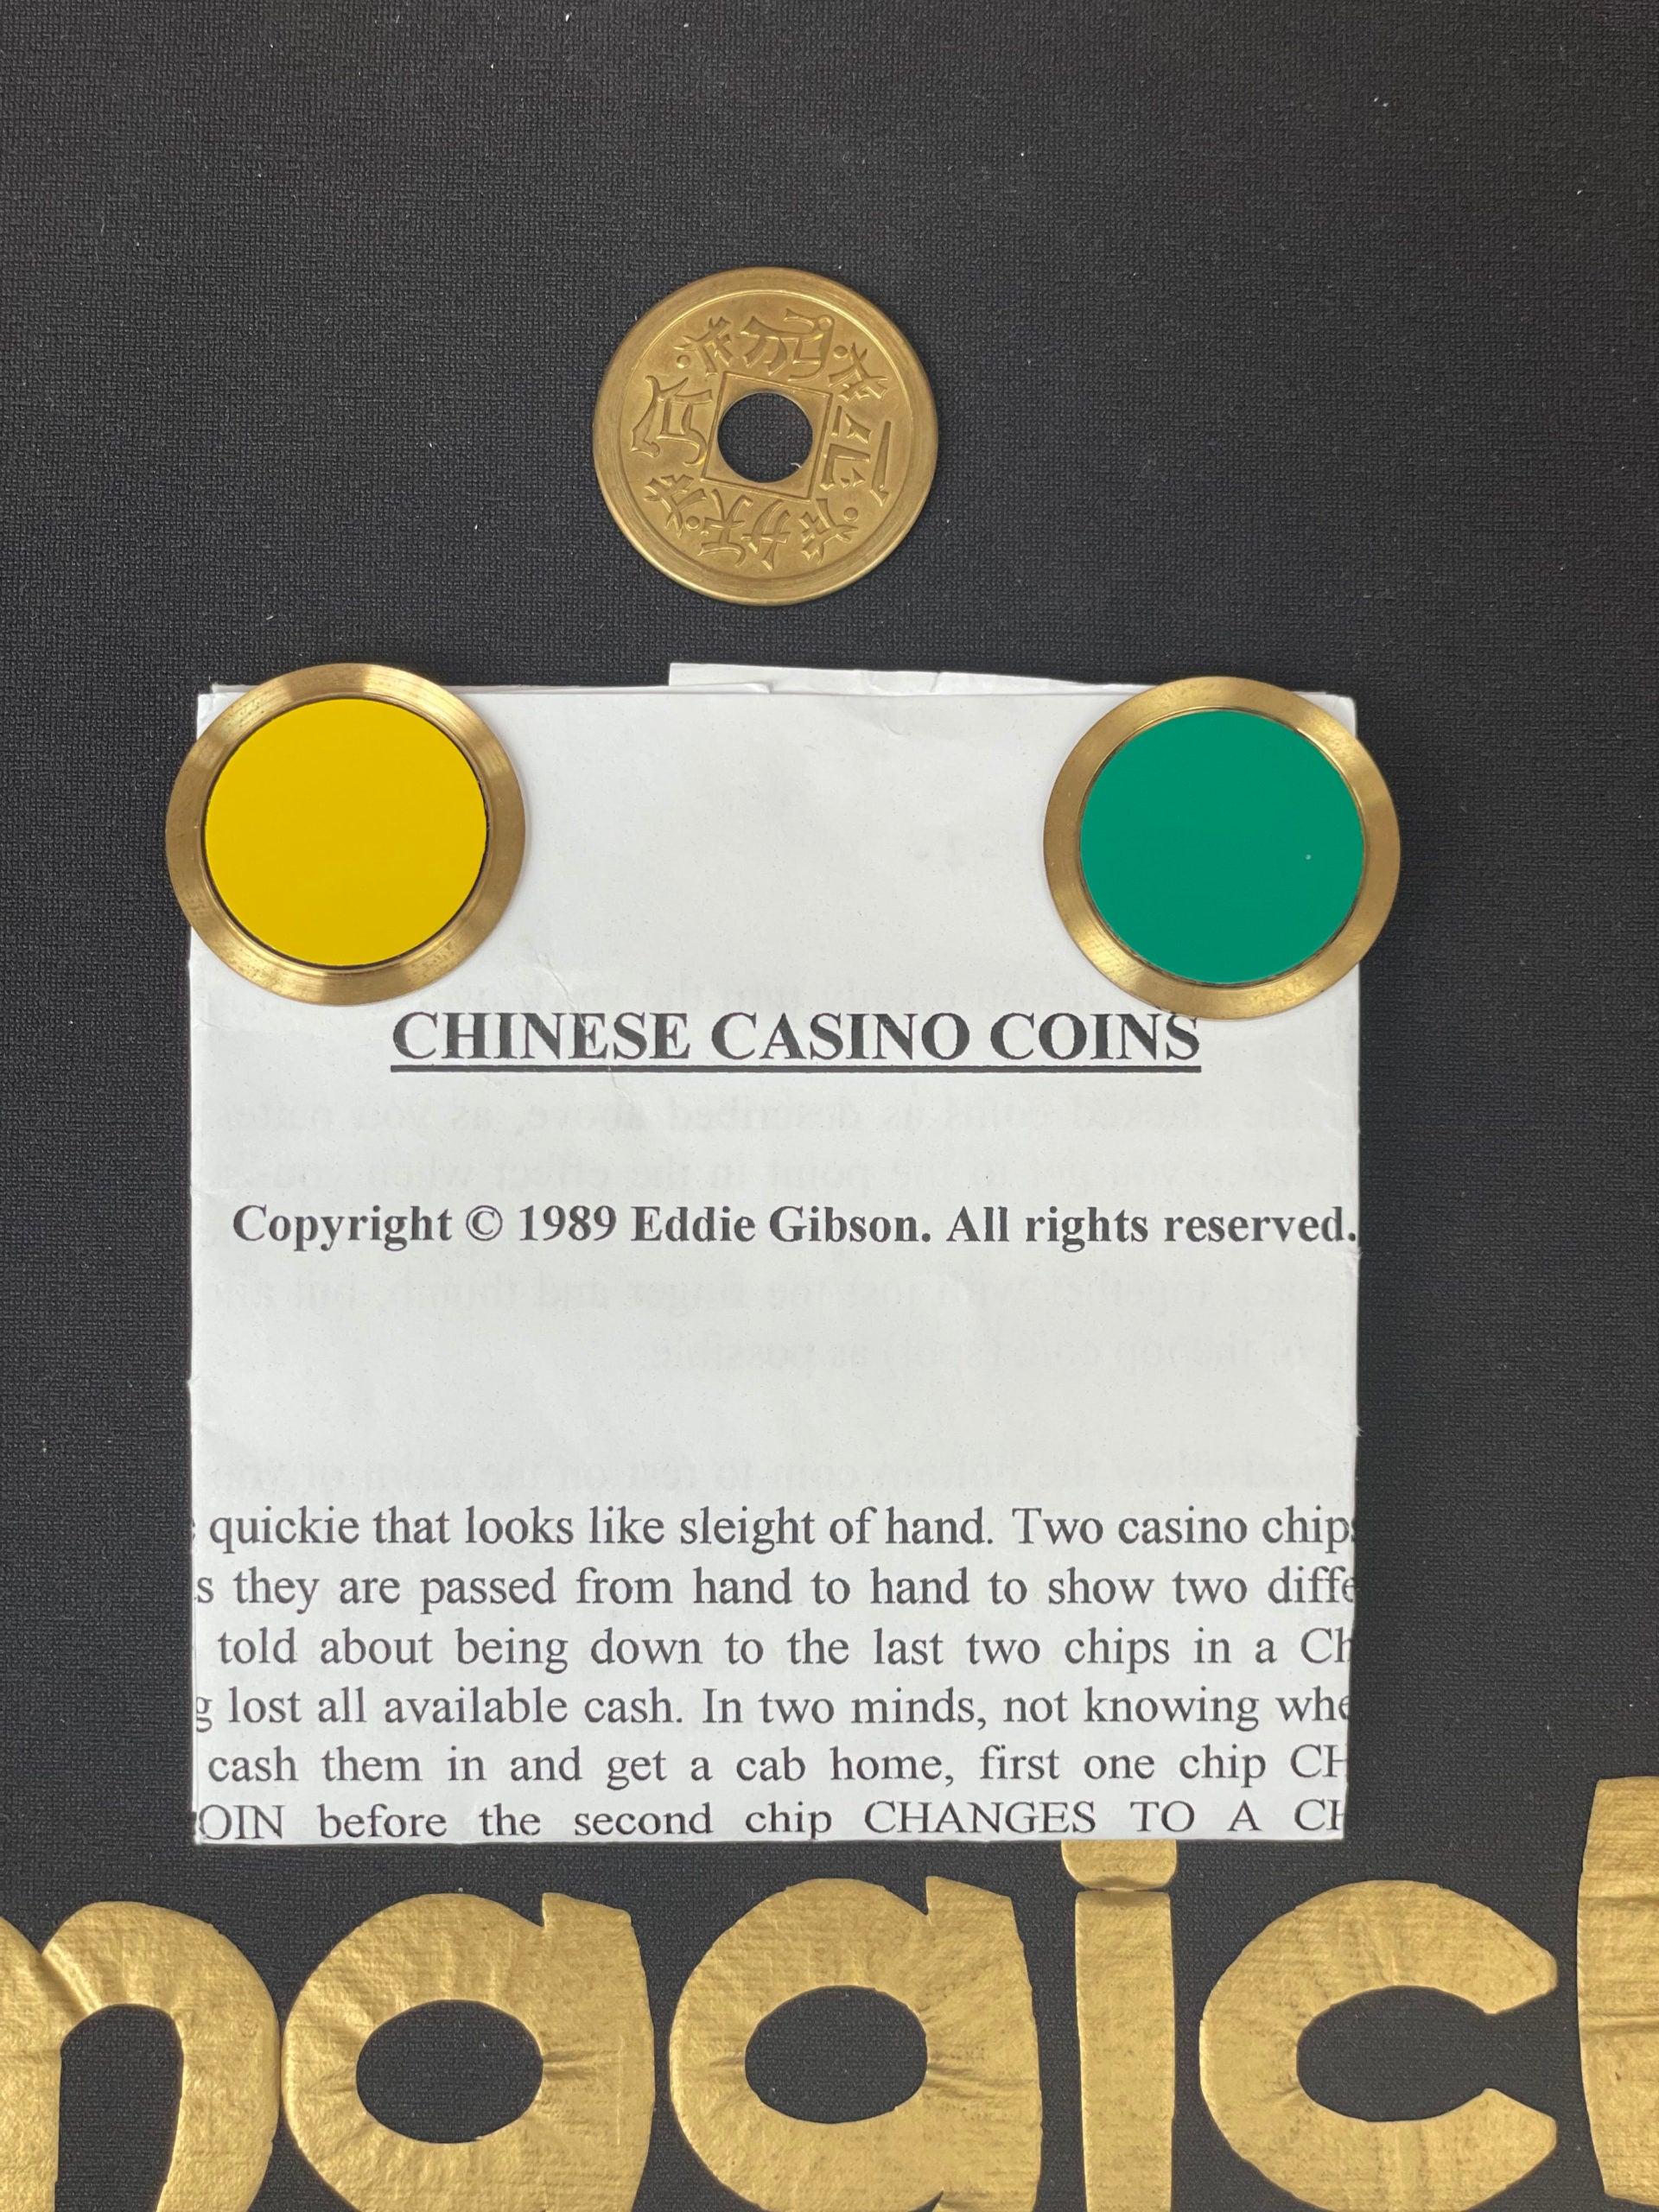 CHINESE CASINO COINS
Copyright © 1989 Eddie Gibson. All rights reserved.
quickie that looks like sleight of hand. Two casino chips
s they are passed from hand to hand to show two diffe
told about being down to the last two chips in a Ch
g lost all available cash. In two minds, not knowing whe
cash them in and get a cab home, first one chip CH
OIN before the second chip CHANGES TO A CH
magic